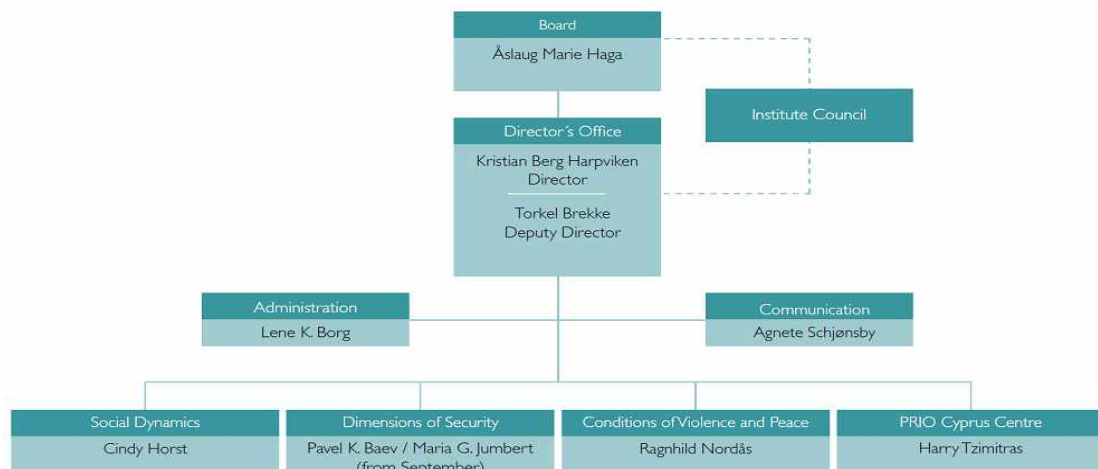 Board
Åslaug Marie Haga
Institute Council
Director´s Office
Kristian Berg Harpviken
Director
Torkel Brekke
Deputy Director
Administration
Lene K. Borg
Communication
Agnete Schjønsby
Social Dynamics
Cindy Horst
Dimensions of Security
Pavel K. Baev / Maria G. Jumbert
(from September)
Conditions of Violence and Peace
Ragnhild Nordås
PRIO Cyprus Centre
Harry Tzimitras